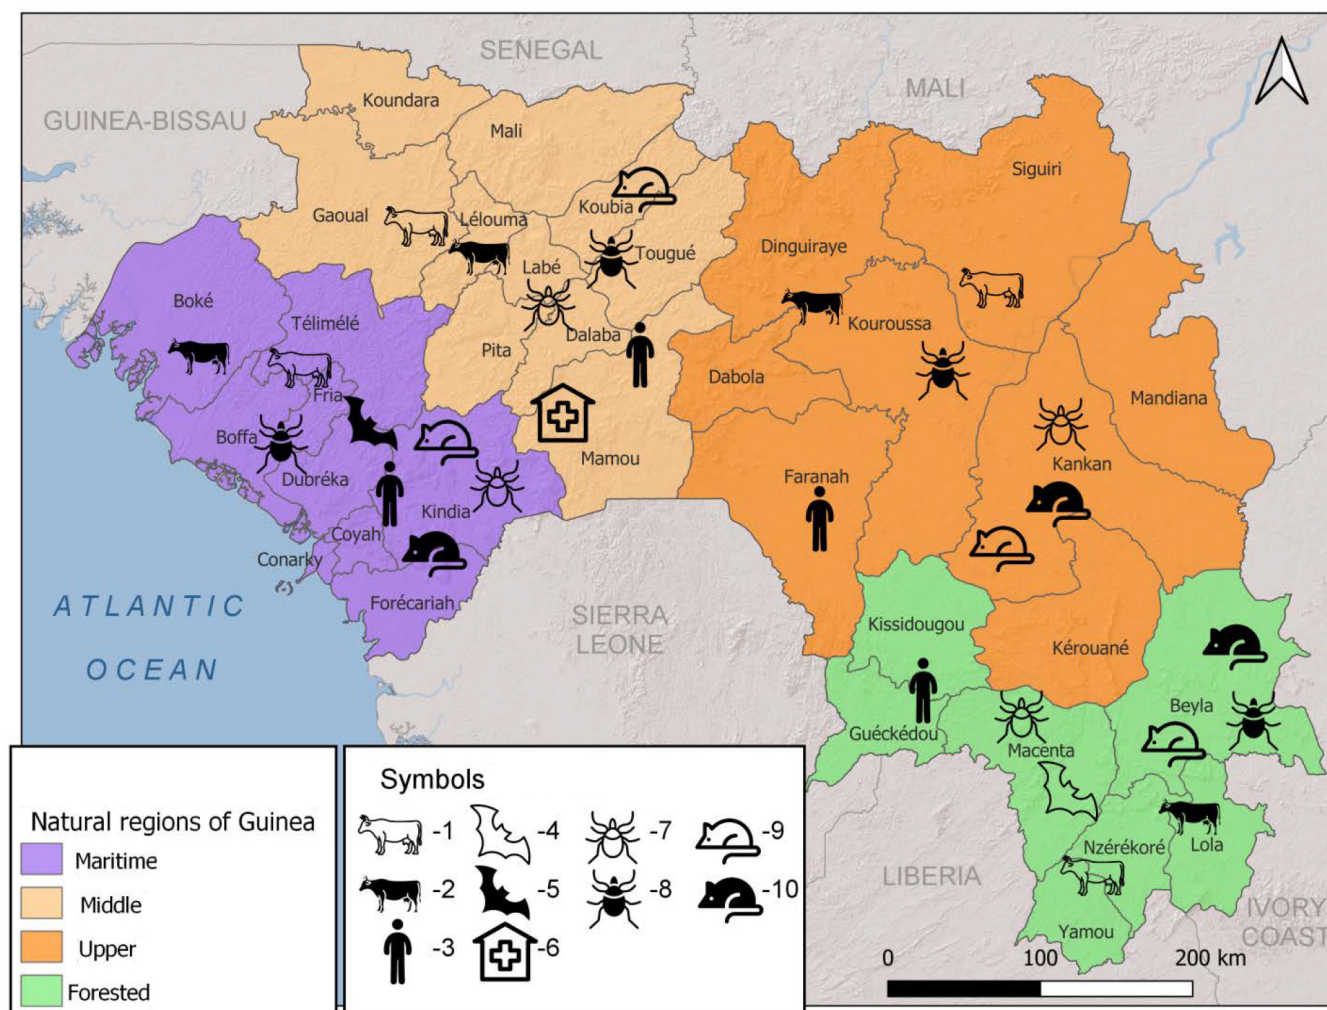 SENEGAL
MALI
GUINEA-BISSAU
Koundara
Mali
Siguiri
Koubia
Gaoual
Lélouma
Dinguiraye
Tougué
Labé
Boké
Télimélé
Kouroussa
Dalaba
Pita
Dabola
Fria
Mandiana
Boffa
Mamou
Kankan
Dubréka
Faranah
Kindia
Coyah
Conarky
Forécariah
ATLANTIC
OCEAN
SIERRA
LEONE
Kissidougou
Kérouané
Beyla
Guéckédou
Macenta
Nzérékoré
Lola
LIBERIA
IVORY
COAST
Yamou
0 100 200 km
Natural regions of Guinea
Maritime
Middle
Upper
Forested
Symbols
-1 -4 -7 -9
-2 -5 -8 -10
-3 -6